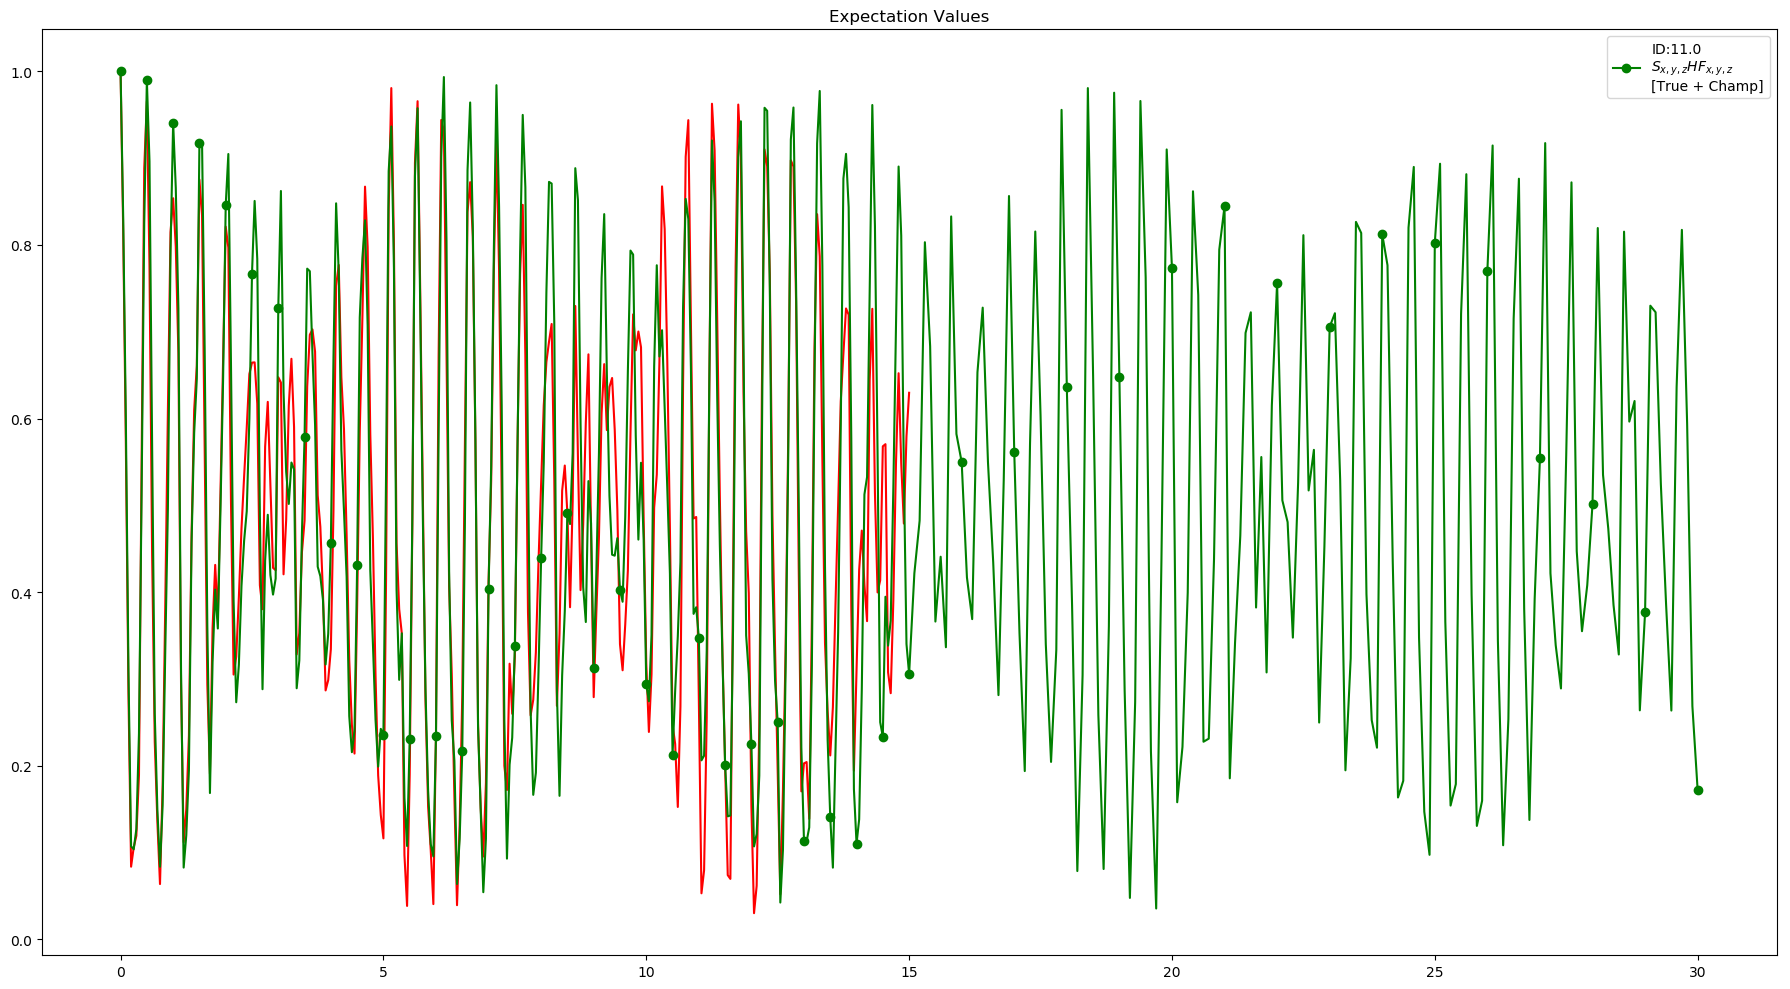 Expectation Values
ID:11.0
S_{x,y,z}HF_{x,y,z}
[True + Champ]
1.0
0.8
0.6
0.4
0.2
0.0
0 5 10 15 20 25 30